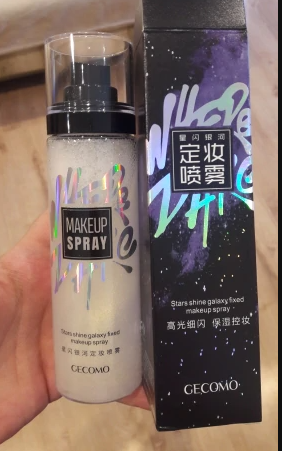 MAKEUP
SPRAY
Stars shine galaxy fixed
makeup spray
星闪银河定妆喷雾
GECOMO
星闪银河
定妆
喷雾
Stars shine galaxy fixed
makeup spray
高光细闪 保湿控妆
GECOMO